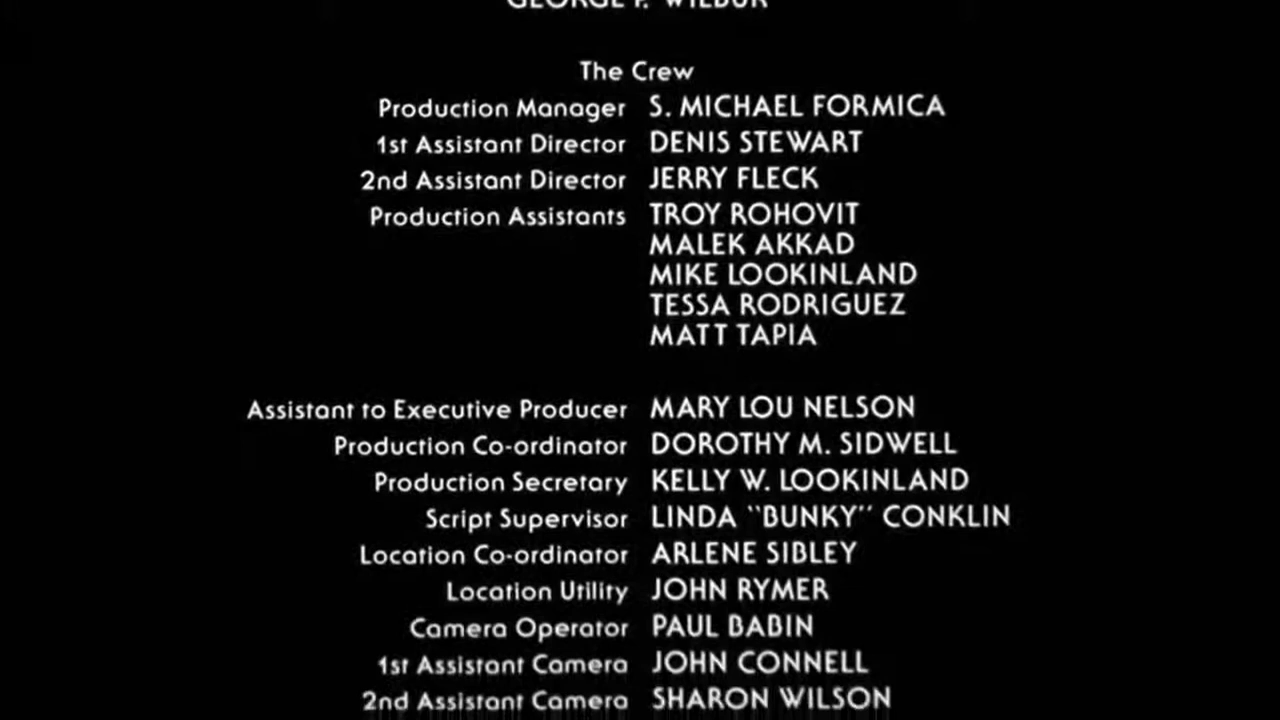 GEORGE P. WILBUR
The Crew
Production Manager S. MICHAEL FORMICA
1st Assistant Director DENIS STEWART
2nd Assistant Director JERRY FLECK
Production Assistants TROY ROHOVIT
MALEK AKKAD
MIKE LOOKINLAND
TESSA RODRIGUEZ
MATT TAPIA
Assistant to Executive Producer MARY LOU NELSON
Production Co-ordinator DOROTHY M. SIDWELL
Production Secretary KELLY W. LOOKINLAND
Script Supervisor LINDA "BUNKY" CONKLIN
Location Co-ordinator ARLENE SIBLEY
Location Utility JOHN RYMER
Camera Operator PAUL BABIN
1st Assistant Camera JOHN CONNELL
2nd Assistant Camera SHARON WILSON